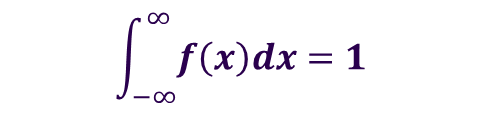 ∫_{-∞}^{∞} f(x)dx = 1